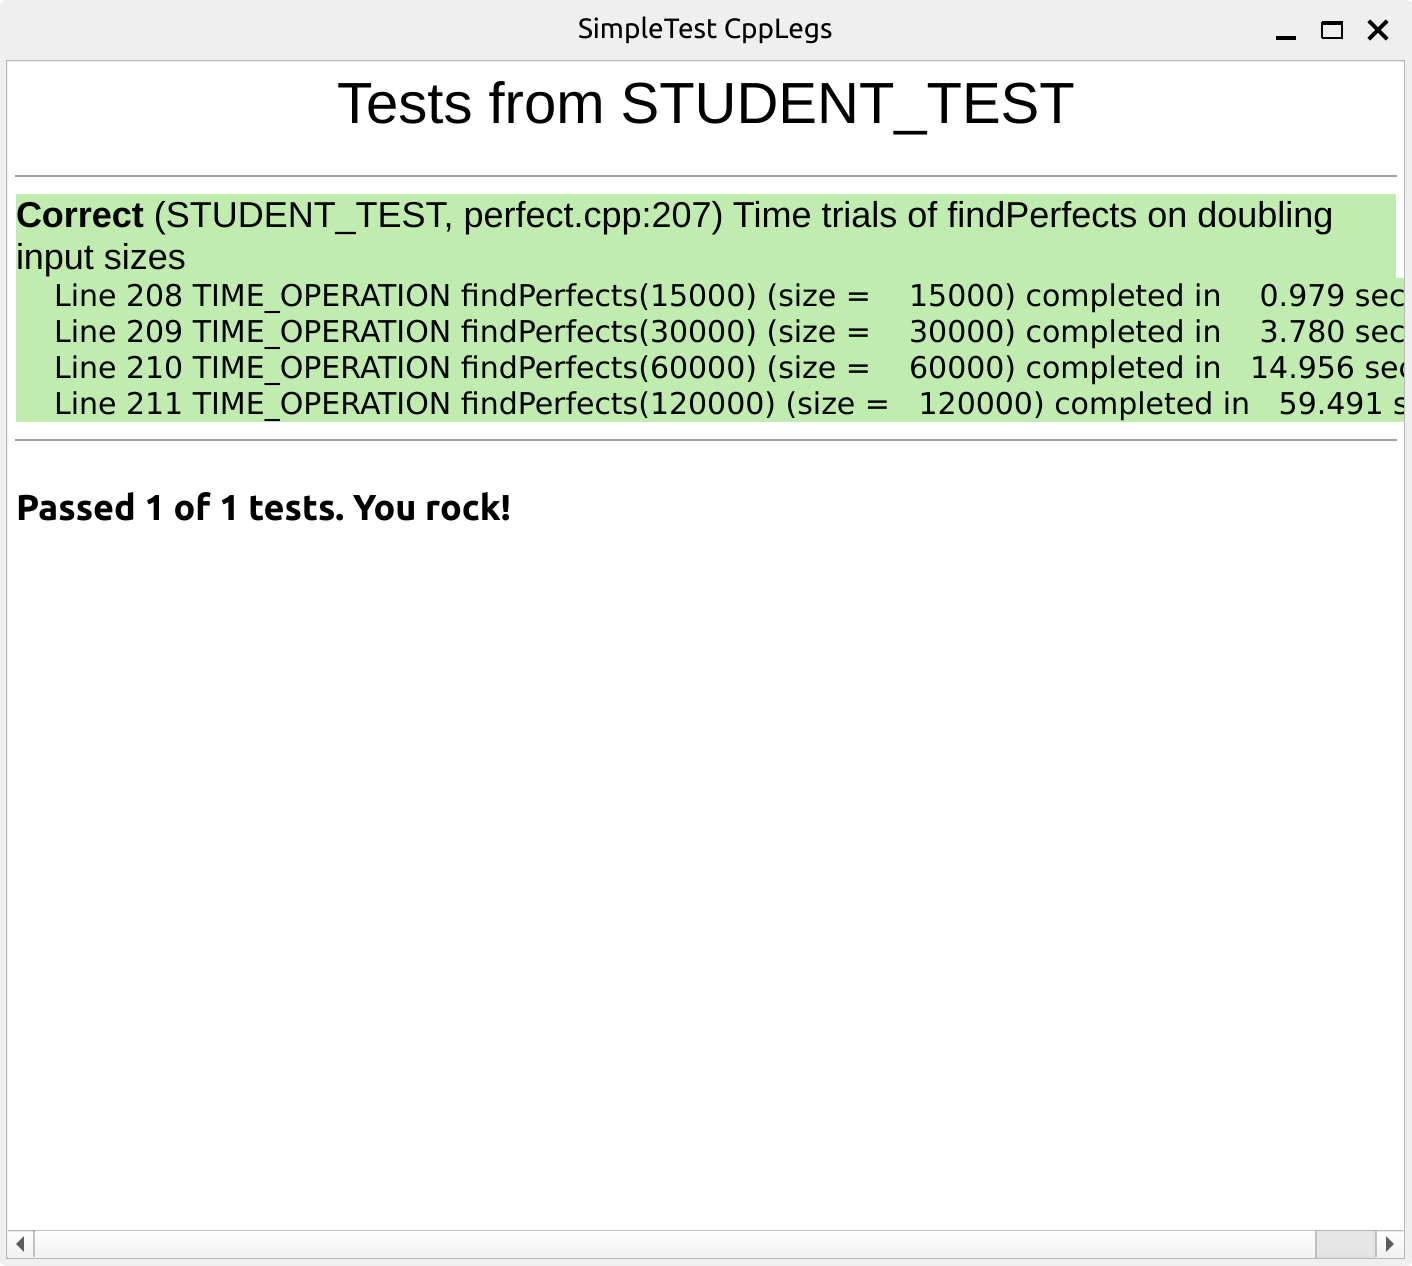 SimpleTest CppLegs
Tests from STUDENT_TEST
Correct (STUDENT_TEST, perfect.cpp:207) Time trials of findPerfects on doubling
input sizes
Line 208 TIME_OPERATION findPerfects(15000) (size = 15000) completed in 0.979 sec
Line 209 TIME_OPERATION findPerfects(30000) (size = 30000) completed in 3.780 sec
Line 210 TIME_OPERATION findPerfects(60000) (size = 60000) completed in 14.956 sec
Line 211 TIME_OPERATION findPerfects(120000) (size = 120000) completed in 59.491 s
Passed 1 of 1 tests. You rock!